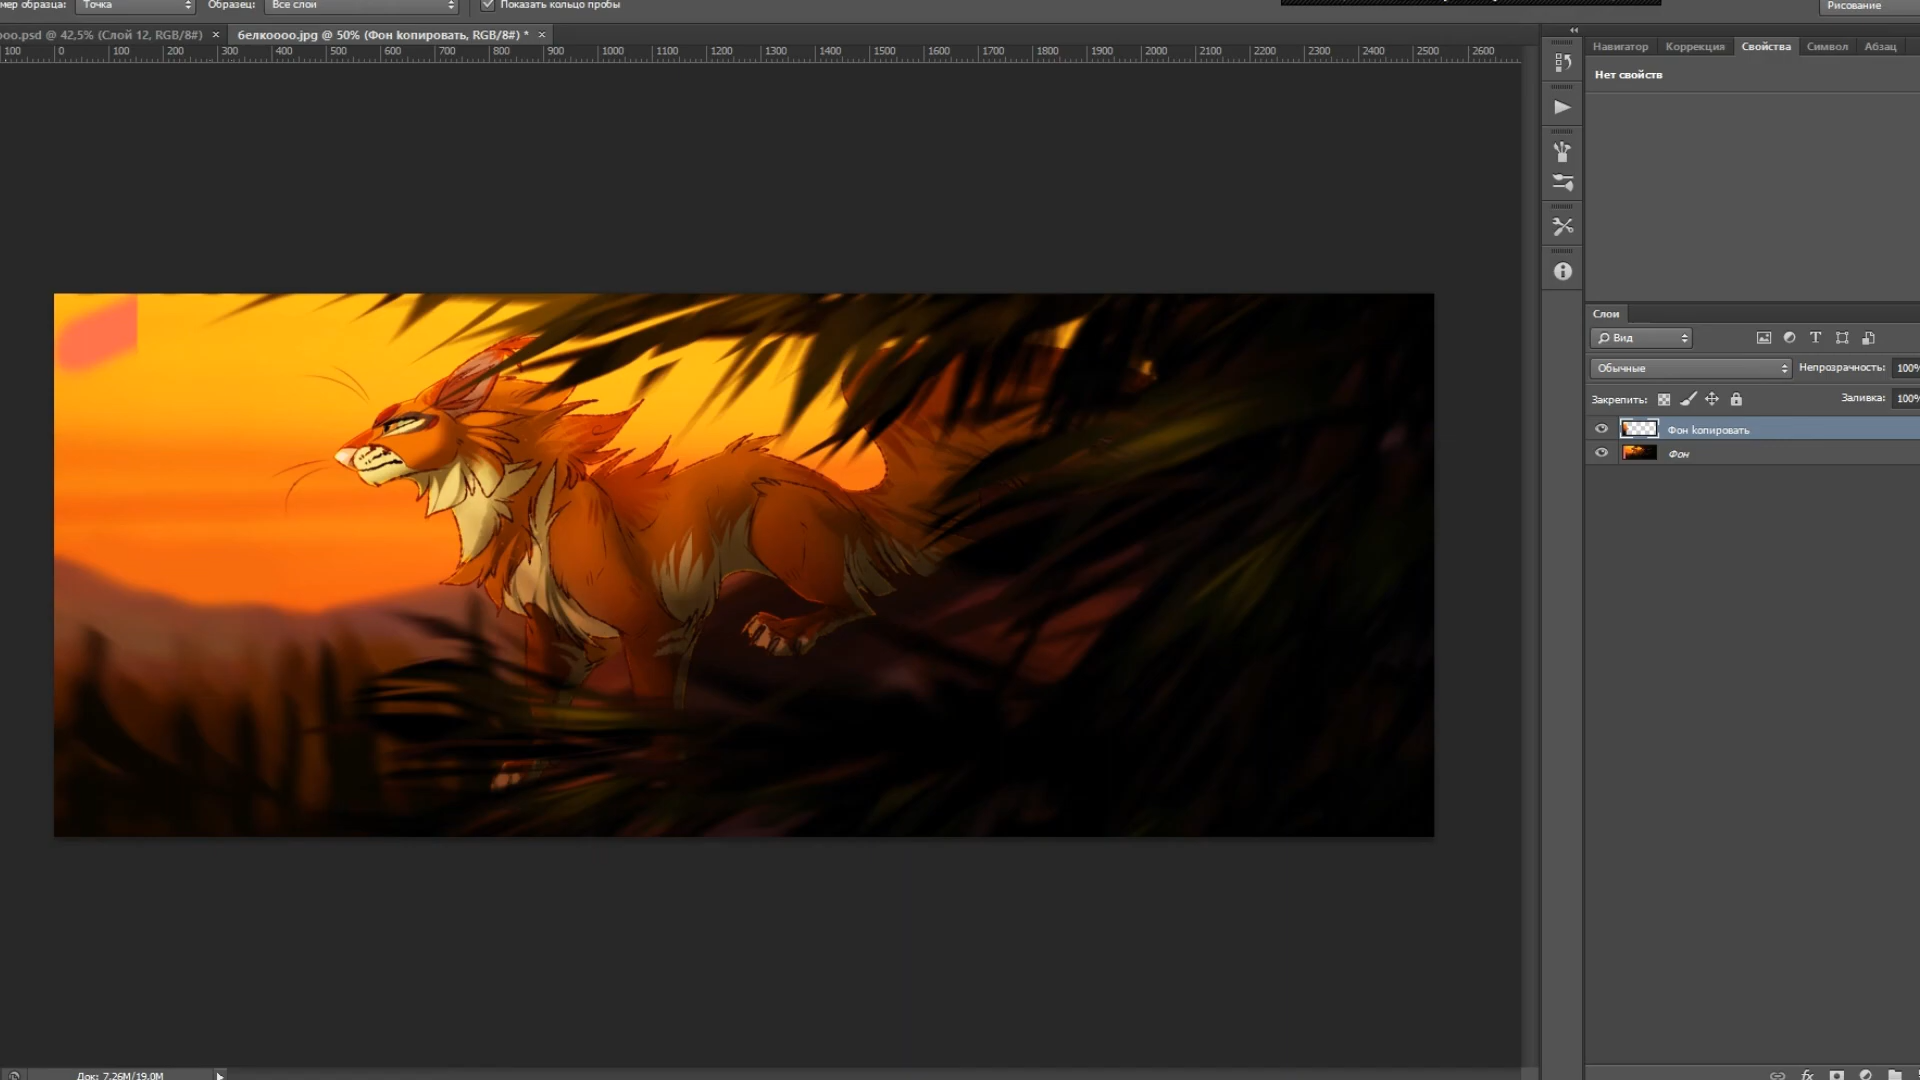 мер образца: Точка Образец: Все слои Показать кольцо пробы Рисование
ооо.psd @ 42,5% (Слой 12, RGB/8#) × белкоооо.jpg @ 50% (Фон копировать, RGB/8#) * ×
100 0 100 200 300 400 500 600 700 800 900 1000 1100 1200 1300 1400 1500 1600 1700 1800 1900 2000 2100 2200 2300 2400 2500 2600
Навигатор Коррекция Свойства Символ Абзац
Нет свойств
Слои
Вид
Обычные Непрозрачность: 100%
Закрепить: Заливка: 100%
Фон копировать
Фон
Док: 7,26M/19,0M